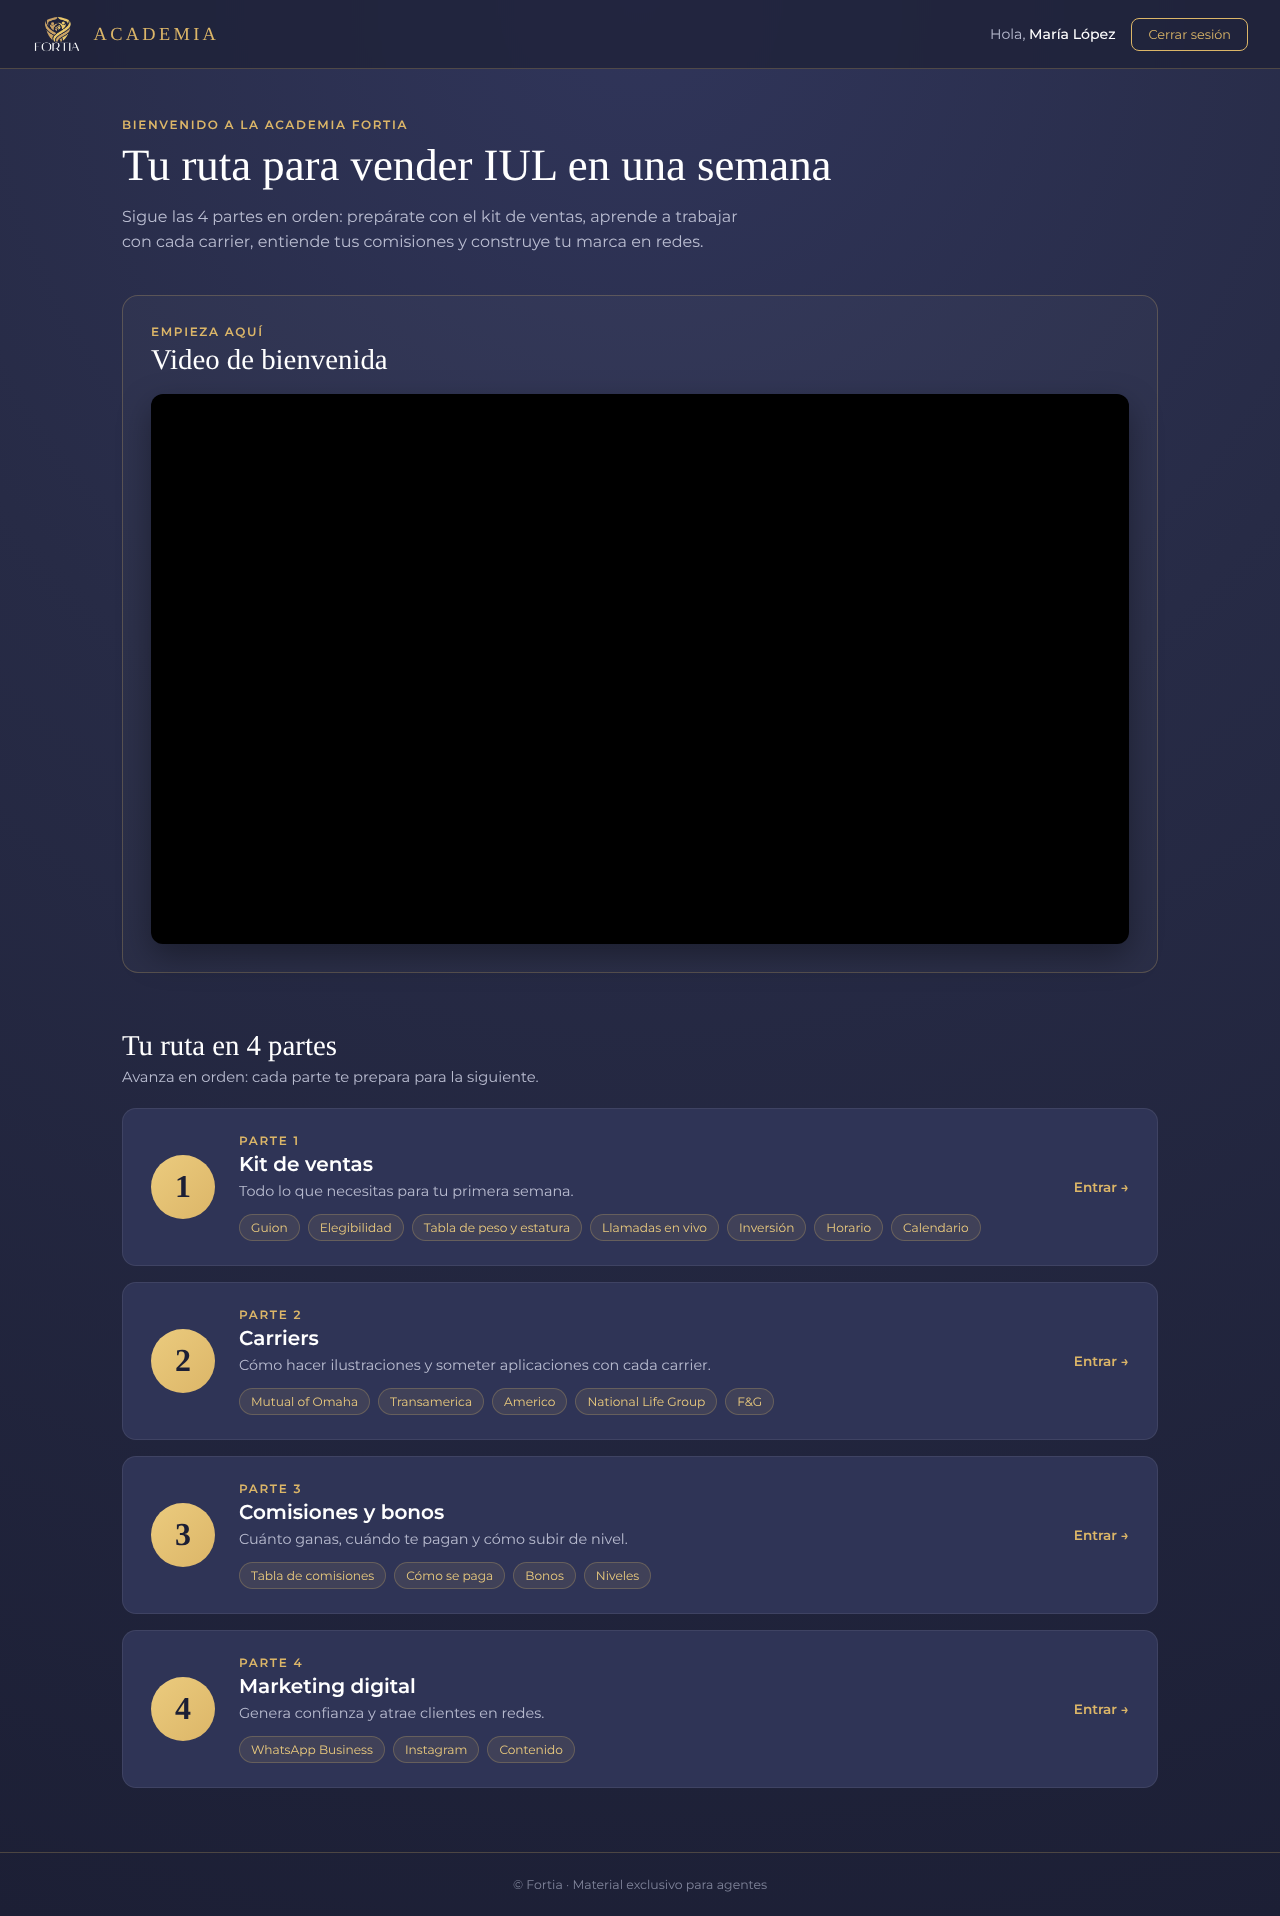 FORTIA
ACADEMIA
Hola, María López
Cerrar sesión
BIENVENIDO A LA ACADEMIA FORTIA
Tu ruta para vender IUL en una semana
Sigue las 4 partes en orden: prepárate con el kit de ventas, aprende a trabajar
con cada carrier, entiende tus comisiones y construye tu marca en redes.
EMPIEZA AQUÍ
Video de bienvenida
Tu ruta en 4 partes
Avanza en orden: cada parte te prepara para la siguiente.
1
PARTE 1
Kit de ventas
Todo lo que necesitas para tu primera semana.
Guion Elegibilidad Tabla de peso y estatura Llamadas en vivo Inversión Horario Calendario
Entrar →
2
PARTE 2
Carriers
Cómo hacer ilustraciones y someter aplicaciones con cada carrier.
Mutual of Omaha Transamerica Americo National Life Group F&G
Entrar →
3
PARTE 3
Comisiones y bonos
Cuánto ganas, cuándo te pagan y cómo subir de nivel.
Tabla de comisiones Cómo se paga Bonos Niveles
Entrar →
4
PARTE 4
Marketing digital
Genera confianza y atrae clientes en redes.
WhatsApp Business Instagram Contenido
Entrar →
© Fortia · Material exclusivo para agentes